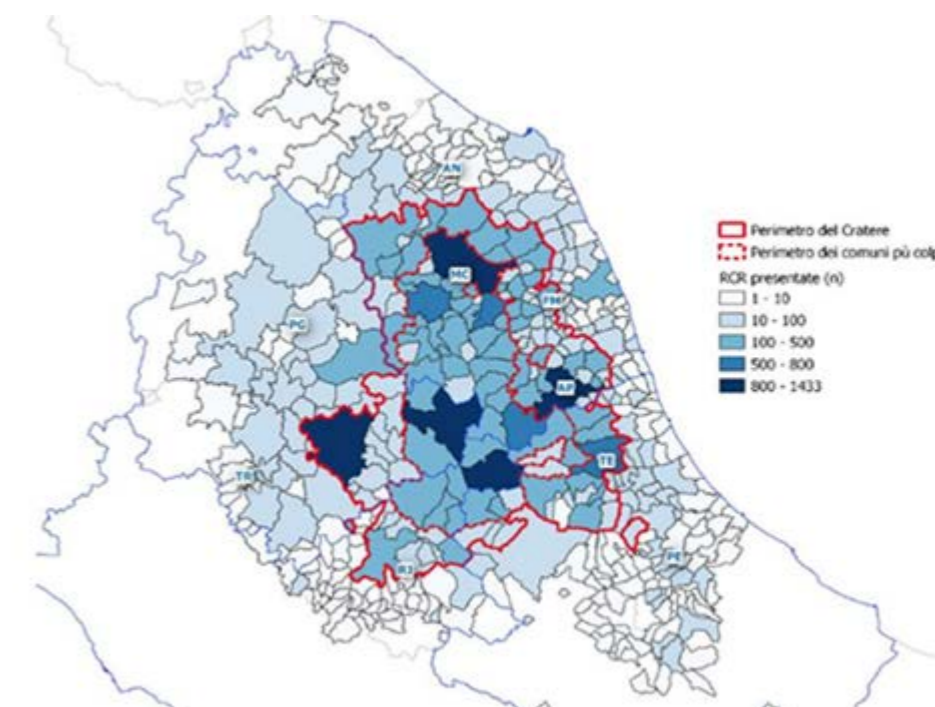 AN
MC
FM
PG
AP
TE
TR
PE
RI
Perimetro del Cratere
Perimetro dei comuni pù colp
RCR presentate (n)
1 - 10
10 - 100
100 - 500
500 - 800
800 - 1433